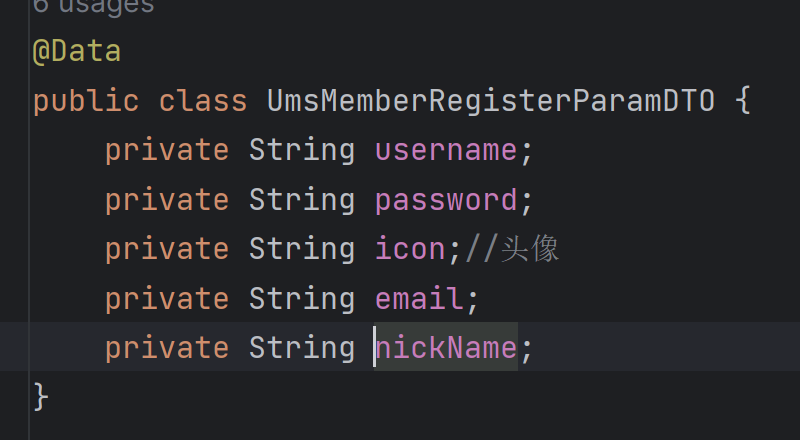 6 usages
@Data
public class UmsMemberRegisterParamDTO {
private String username;
private String password;
private String icon;//头像
private String email;
private String nickName;
}